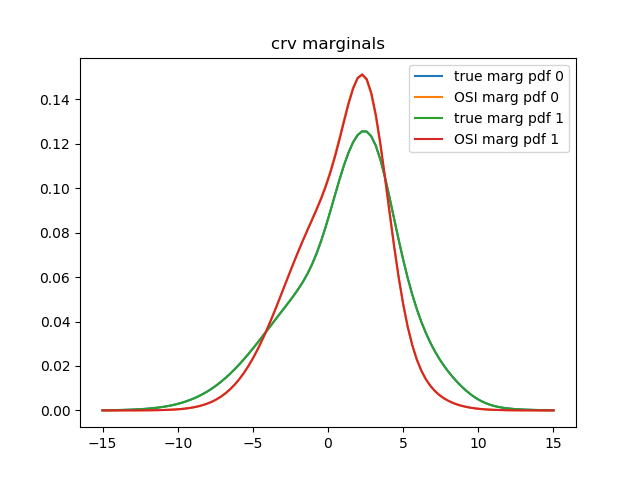 crv marginals
true marg pdf 0
OSI marg pdf 0
true marg pdf 1
OSI marg pdf 1
0.14
0.12
0.10
0.08
0.06
0.04
0.02
0.00
−15 −10 −5 0 5 10 15